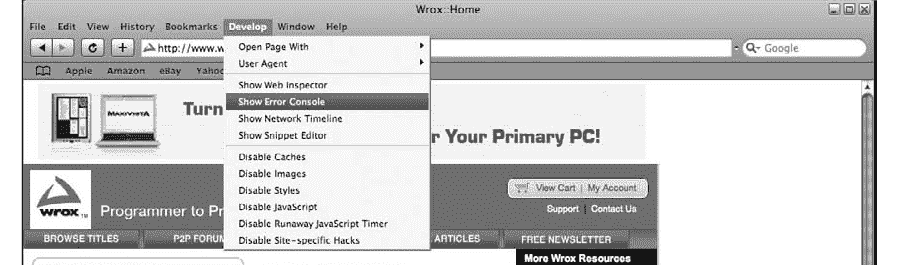 Wrox::Home
File Edit View History Bookmarks Develop Window Help
http://www.w
Google
Apple Amazon eBay Yahoo
Open Page With
User Agent
Show Web Inspector
Show Error Console
Show Network Timeline
Show Snippet Editor
Disable Caches
Disable Images
Disable Styles
Disable JavaScript
Disable Runaway JavaScript Timer
Disable Site-specific Hacks
MAXIVISTA
Turn
r Your Primary PC!
wrox
Programmer to Pr
View Cart | My Account
Support | Contact Us
BROWSE TITLES P2P FORUM ARTICLES FREE NEWSLETTER
More Wrox Resources